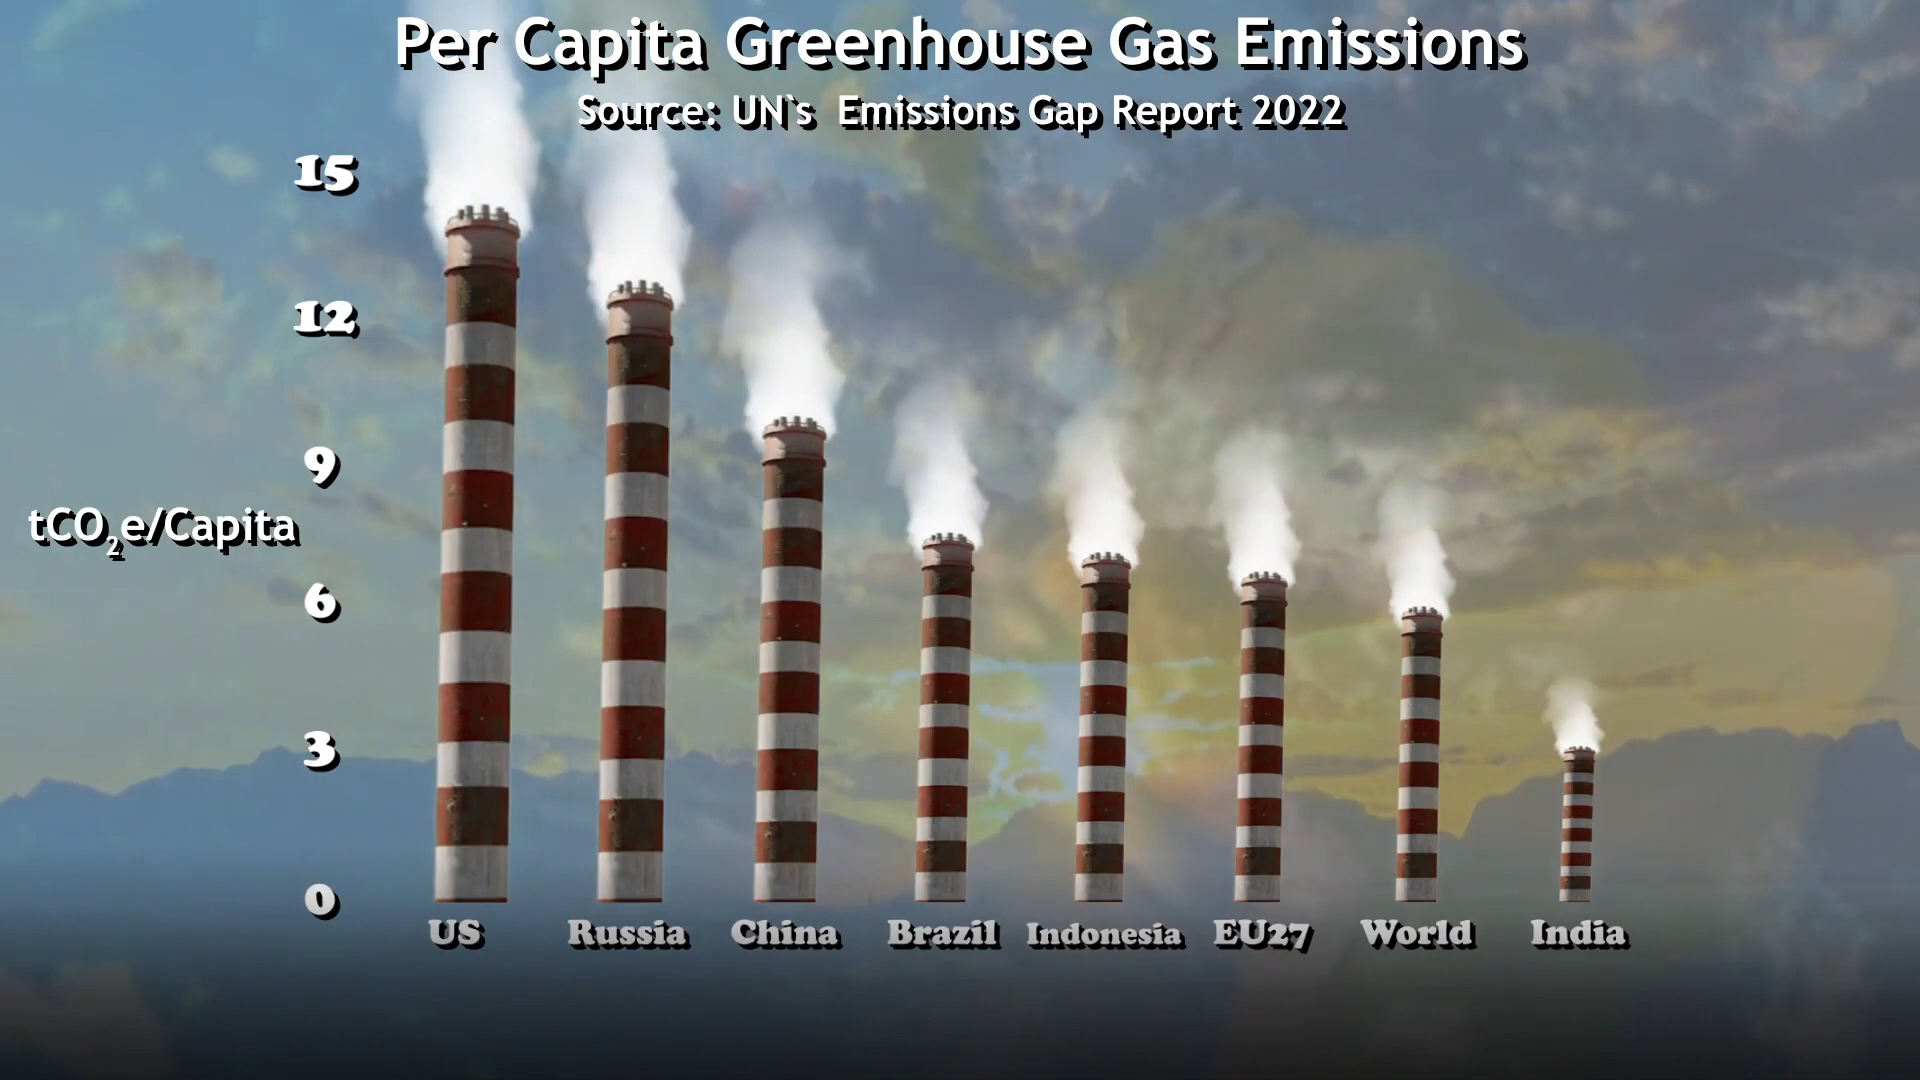 Per Capita Greenhouse Gas Emissions
Source: UN`s  Emissions Gap Report 2022
15
12
9
tCO₂e/Capita
6
3
0
US Russia China Brazil Indonesia EU27 World India